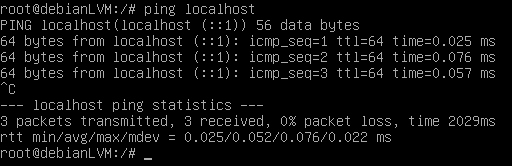 root@debianLVM:/# ping localhost
PING localhost(localhost (::1)) 56 data bytes
64 bytes from localhost (::1): icmp_seq=1 ttl=64 time=0.025 ms
64 bytes from localhost (::1): icmp_seq=2 ttl=64 time=0.076 ms
64 bytes from localhost (::1): icmp_seq=3 ttl=64 time=0.057 ms
^C
--- localhost ping statistics ---
3 packets transmitted, 3 received, 0% packet loss, time 2029ms
rtt min/avg/max/mdev = 0.025/0.052/0.076/0.022 ms
root@debianLVM:/# _